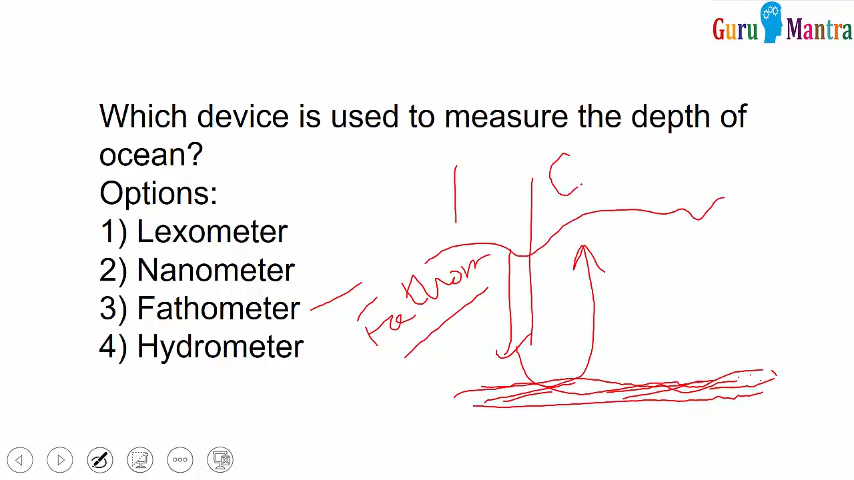 Guru Mantra
Which device is used to measure the depth of
ocean?
Options:
1) Lexometer
2) Nanometer
3) Fathometer
4) Hydrometer
Fathom